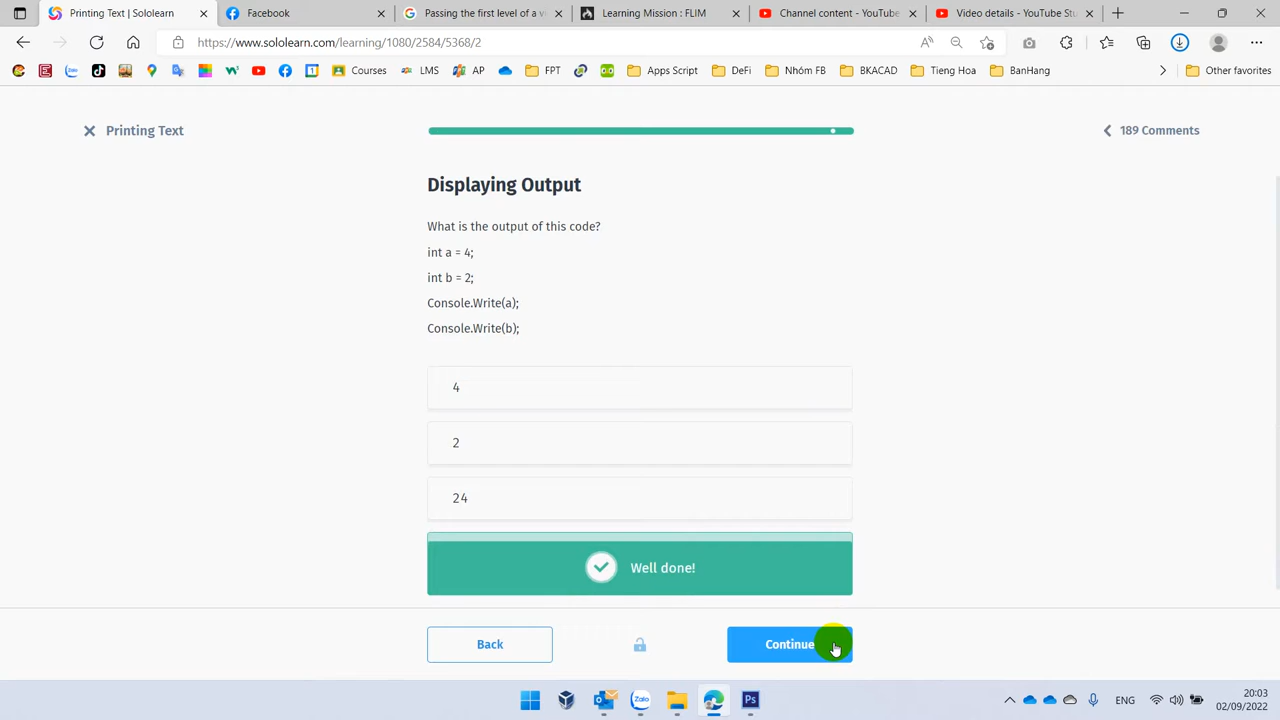 Printing Text | Sololearn
Facebook
Passing the first level of a v
Learning Mission : FLIM
Channel content - YouTube
Video details - YouTube Stu
https://www.sololearn.com/learning/1080/2584/5368/2
Courses
LMS
AP
FPT
Apps Script
DeFi
Nhóm FB
BKACAD
Tieng Hoa
BanHang
Other favorites
Printing Text
189 Comments
Displaying Output
What is the output of this code?
int a = 4;
int b = 2;
Console.Write(a);
Console.Write(b);
4
2
24
Well done!
Back
Continue
Zalo
Ps
ENG
20:03
02/09/2022